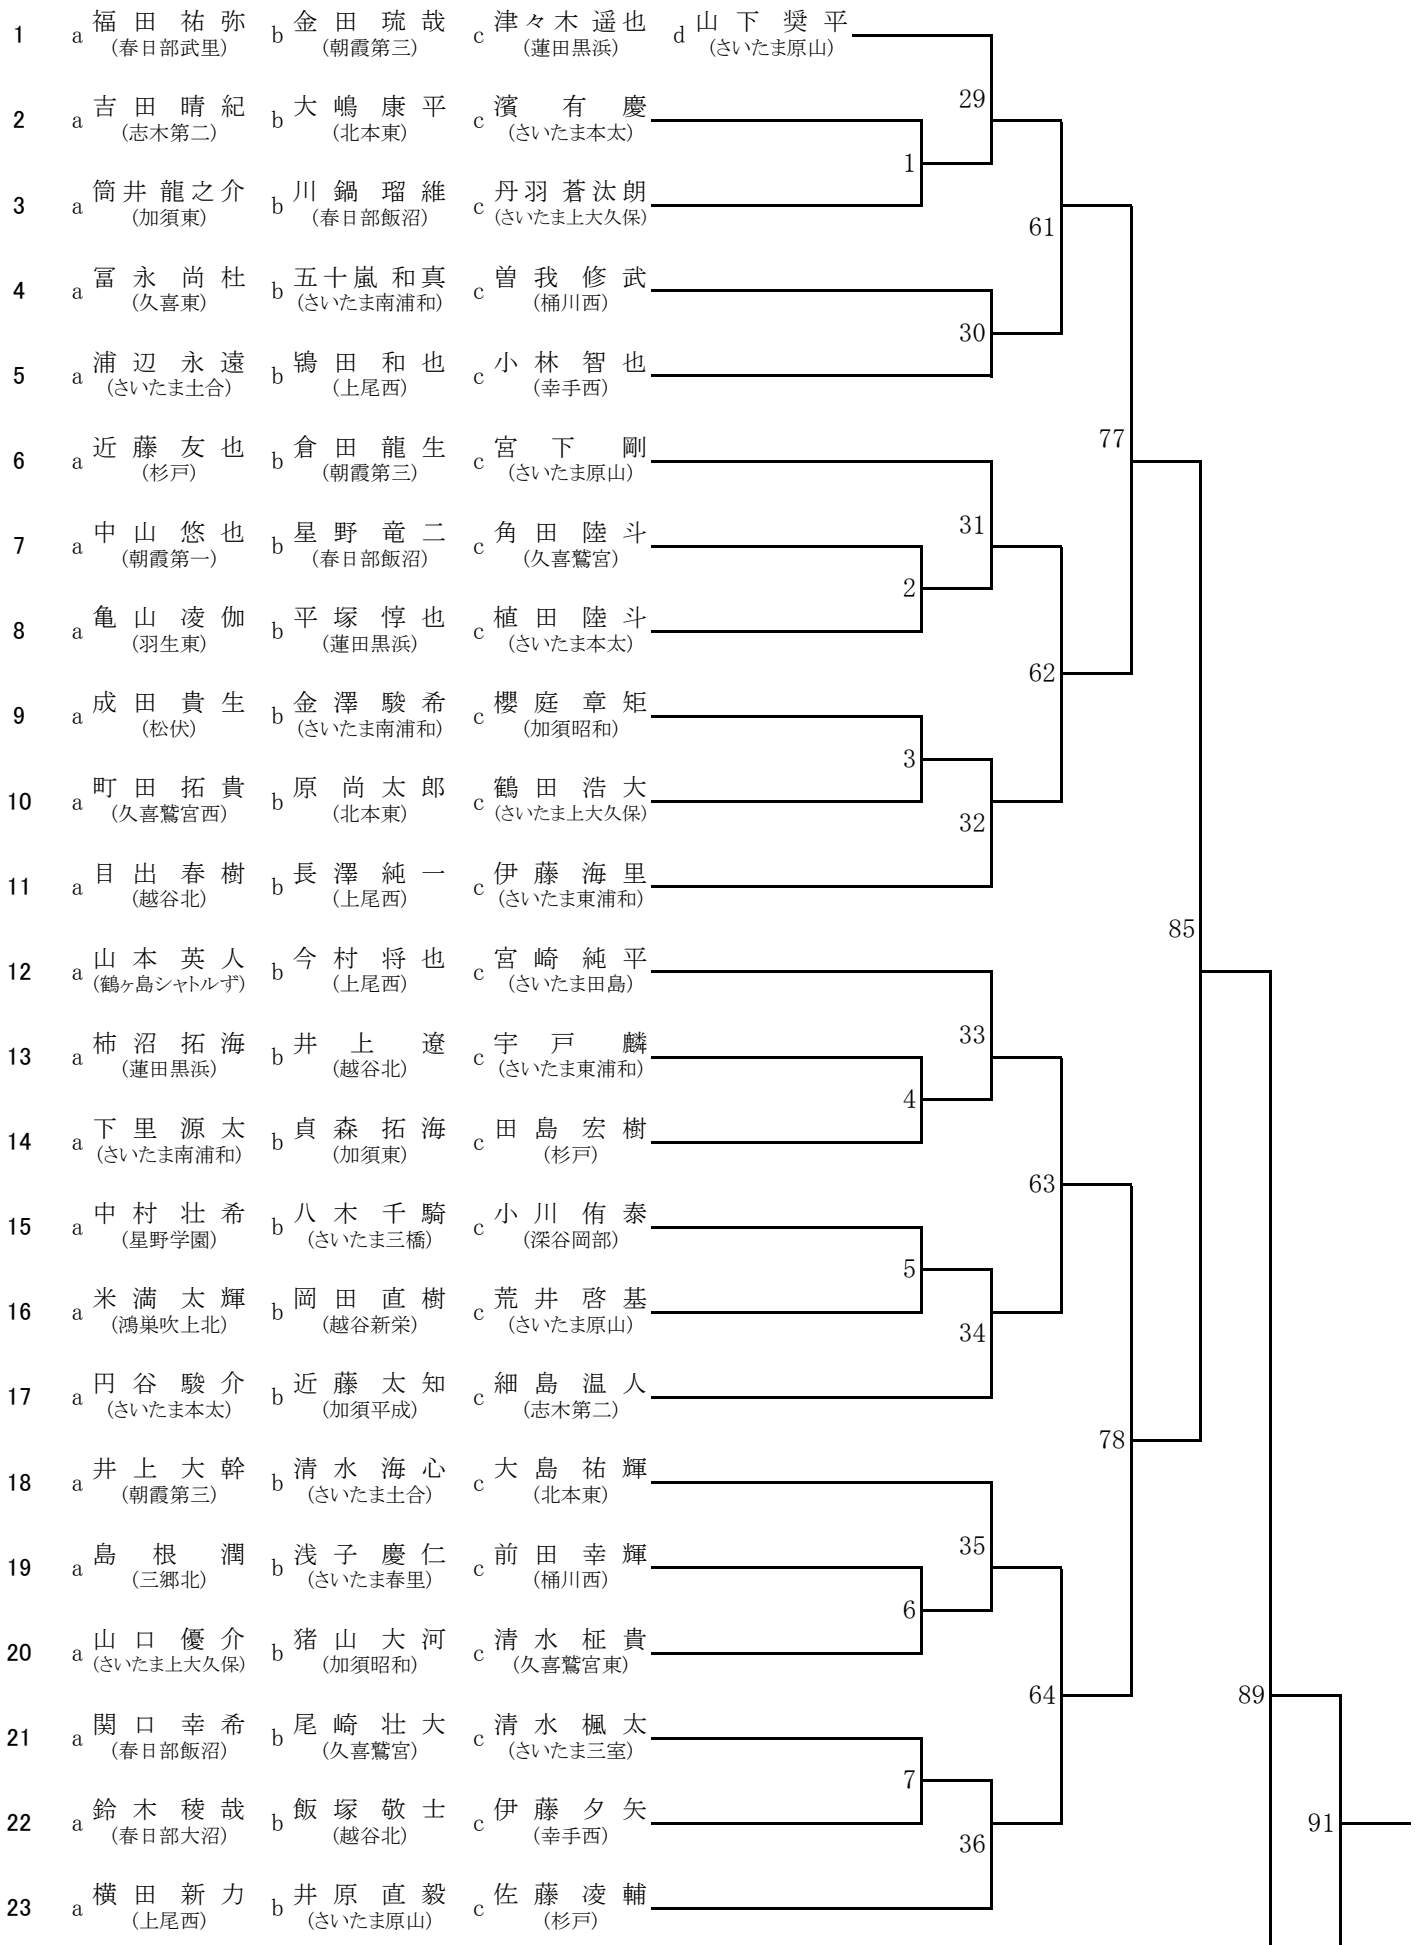 1 a 福田祐弥 b 金田琉哉 c 津々木遥也 d 山下奨平
(春日部武里) (朝霞第三) (蓮田黒浜) (さいたま原山)
29
2 a 吉田晴紀 b 大嶋康平 c 濱有慶
(志木第二) (北本東) (さいたま本太)
1
3 a 筒井龍之介 b 川鍋瑠維 c 丹羽蒼汰朗
(加須東) (春日部飯沼) (さいたま上大久保)
61
4 a 冨永尚杜 b 五十嵐和真 c 曽我修武
(久喜東) (さいたま南浦和) (桶川西)
30
5 a 浦辺永遠 b 鴇田和也 c 小林智也
(さいたま土合) (上尾西) (幸手西)
77
6 a 近藤友也 b 倉田龍生 c 宮下剛
(杉戸) (朝霞第三) (さいたま原山)
31
7 a 中山悠也 b 星野竜二 c 角田陸斗
(朝霞第一) (春日部飯沼) (久喜鷲宮)
2
8 a 亀山凌伽 b 平塚惇也 c 植田陸斗
(羽生東) (蓮田黒浜) (さいたま本太)
62
9 a 成田貴生 b 金澤駿希 c 櫻庭章矩
(松伏) (さいたま南浦和) (加須昭和)
3
10 a 町田拓貴 b 原尚太郎 c 鶴田浩大
(久喜鷲宮西) (北本東) (さいたま上大久保)
32
11 a 目出春樹 b 長澤純一 c 伊藤海里
(越谷北) (上尾西) (さいたま東浦和)
85
12 a 山本英人 b 今村将也 c 宮崎純平
(鶴ヶ島シャトルず) (上尾西) (さいたま田島)
33
13 a 柿沼拓海 b 井上遼 c 宇戸麟
(蓮田黒浜) (越谷北) (さいたま東浦和)
4
14 a 下里源太 b 貞森拓海 c 田島宏樹
(さいたま南浦和) (加須東) (杉戸)
63
15 a 中村壮希 b 八木千騎 c 小川侑泰
(星野学園) (さいたま三橋) (深谷岡部)
5
16 a 米満太輝 b 岡田直樹 c 荒井啓基
(鴻巣吹上北) (越谷新栄) (さいたま原山)
34
17 a 円谷駿介 b 近藤太知 c 細島温人
(さいたま本太) (加須平成) (志木第二)
78
18 a 井上大幹 b 清水海心 c 大島祐輝
(朝霞第三) (さいたま土合) (北本東)
35
19 a 島根潤 b 浅子慶仁 c 前田幸輝
(三郷北) (さいたま春里) (桶川西)
6
20 a 山口優介 b 猪山大河 c 清水柾貴
(さいたま上大久保) (加須昭和) (久喜鷲宮東)
64 89
21 a 関口幸希 b 尾崎壮大 c 清水楓太
(春日部飯沼) (久喜鷲宮) (さいたま三室)
7
22 a 鈴木稜哉 b 飯塚敬士 c 伊藤夕矢
(春日部大沼) (越谷北) (幸手西)
36 91
23 a 横田新力 b 井原直毅 c 佐藤凌輔
(上尾西) (さいたま原山) (杉戸)